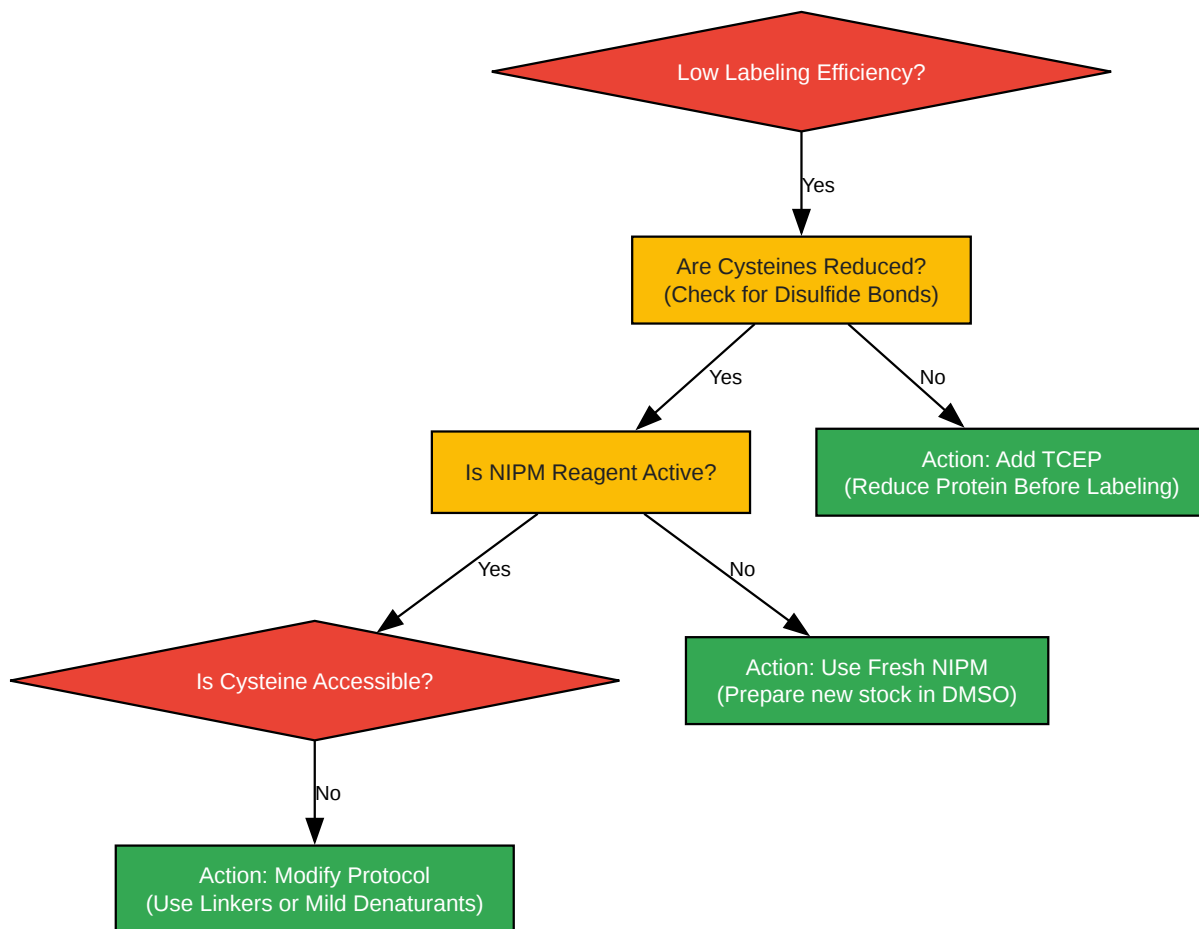 Low Labeling Efficiency?
Yes
Are Cysteines Reduced?
(Check for Disulfide Bonds)
Yes
No
Is NIPM Reagent Active?
Action: Add TCEP
(Reduce Protein Before Labeling)
Yes
No
Is Cysteine Accessible?
Action: Use Fresh NIPM
(Prepare new stock in DMSO)
No
Action: Modify Protocol
(Use Linkers or Mild Denaturants)